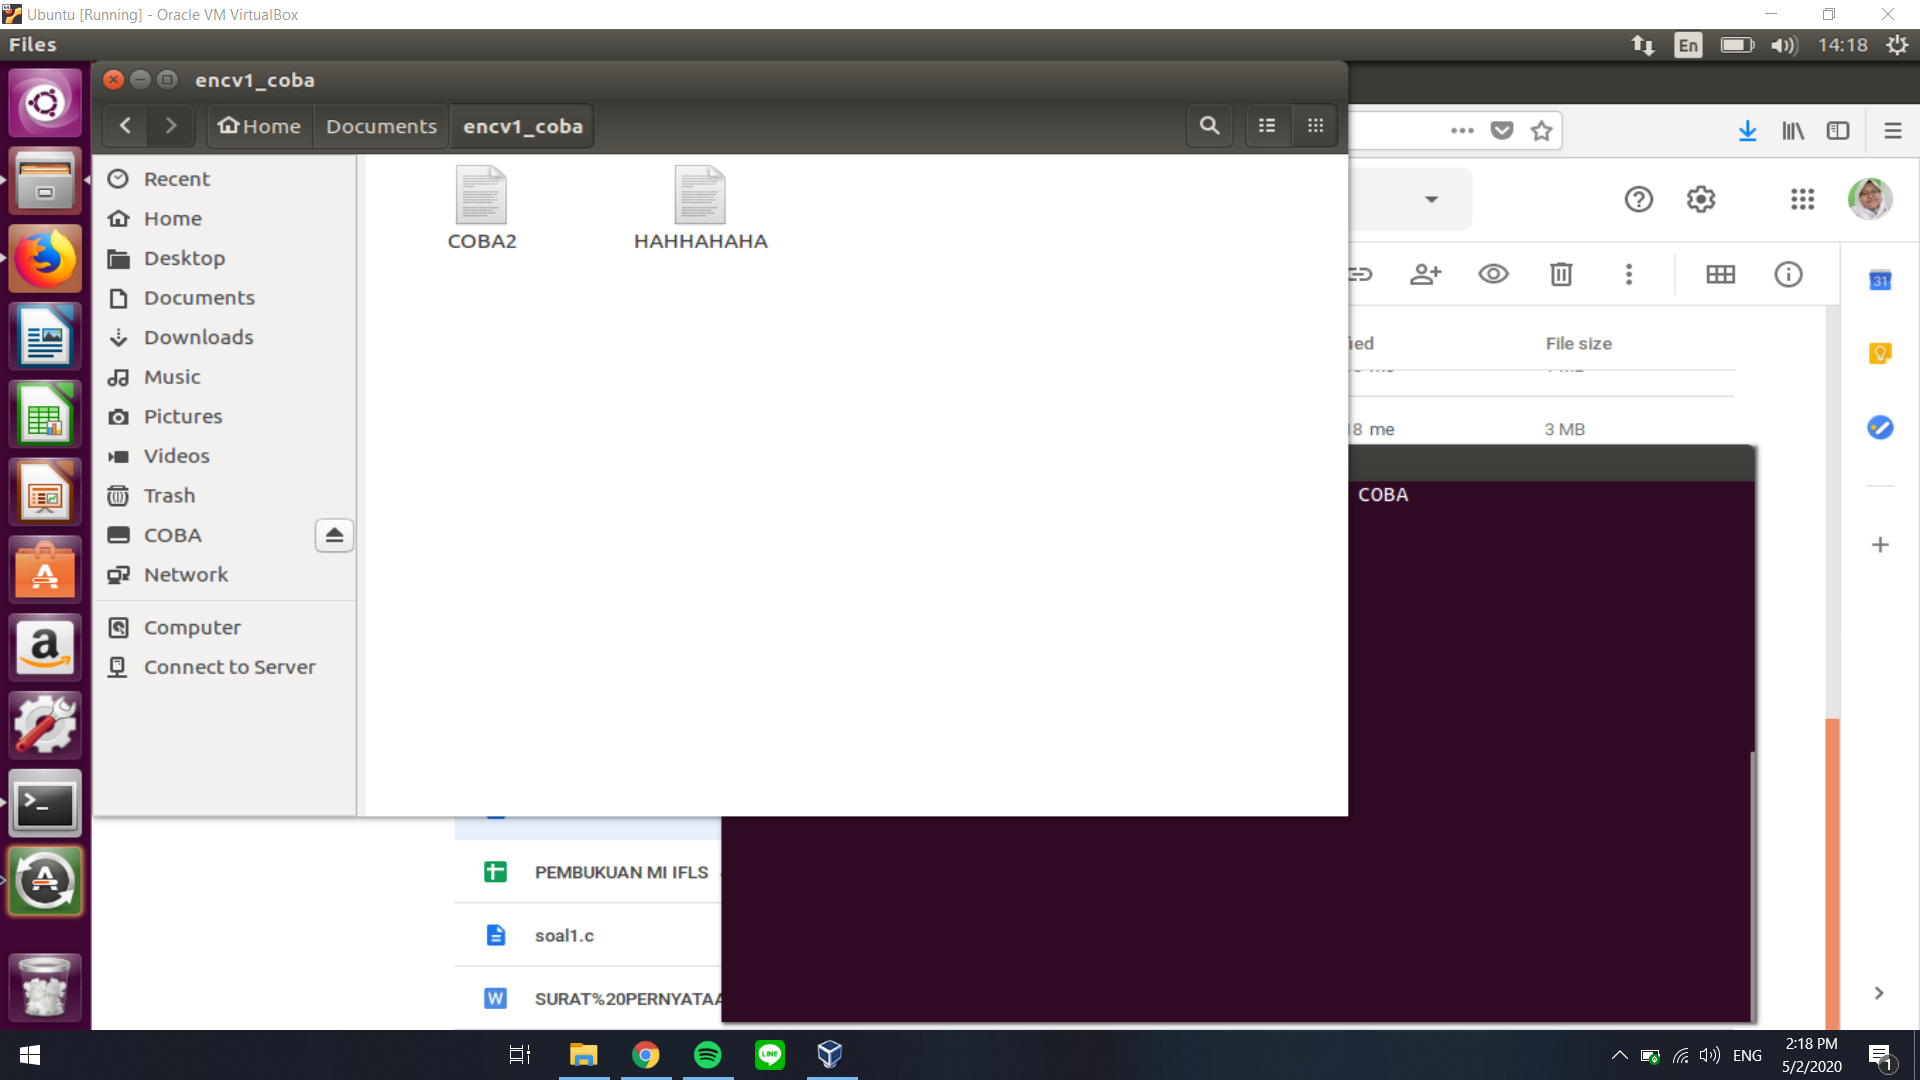 Ubuntu [Running] - Oracle VM VirtualBox
Files
En
14:18
encv1_coba
Home
Documents
encv1_coba
Recent
Home
Desktop
Documents
Downloads
Music
Pictures
Videos
Trash
COBA
Network
Computer
Connect to Server
COBA2
HAHHAHAHA
31
File size
me
3 MB
COBA
PEMBUKUAN MI IFLS
soal1.c
W
SURAT%20PERNYATAA
LINE
ENG
2:18 PM
5/2/2020
1